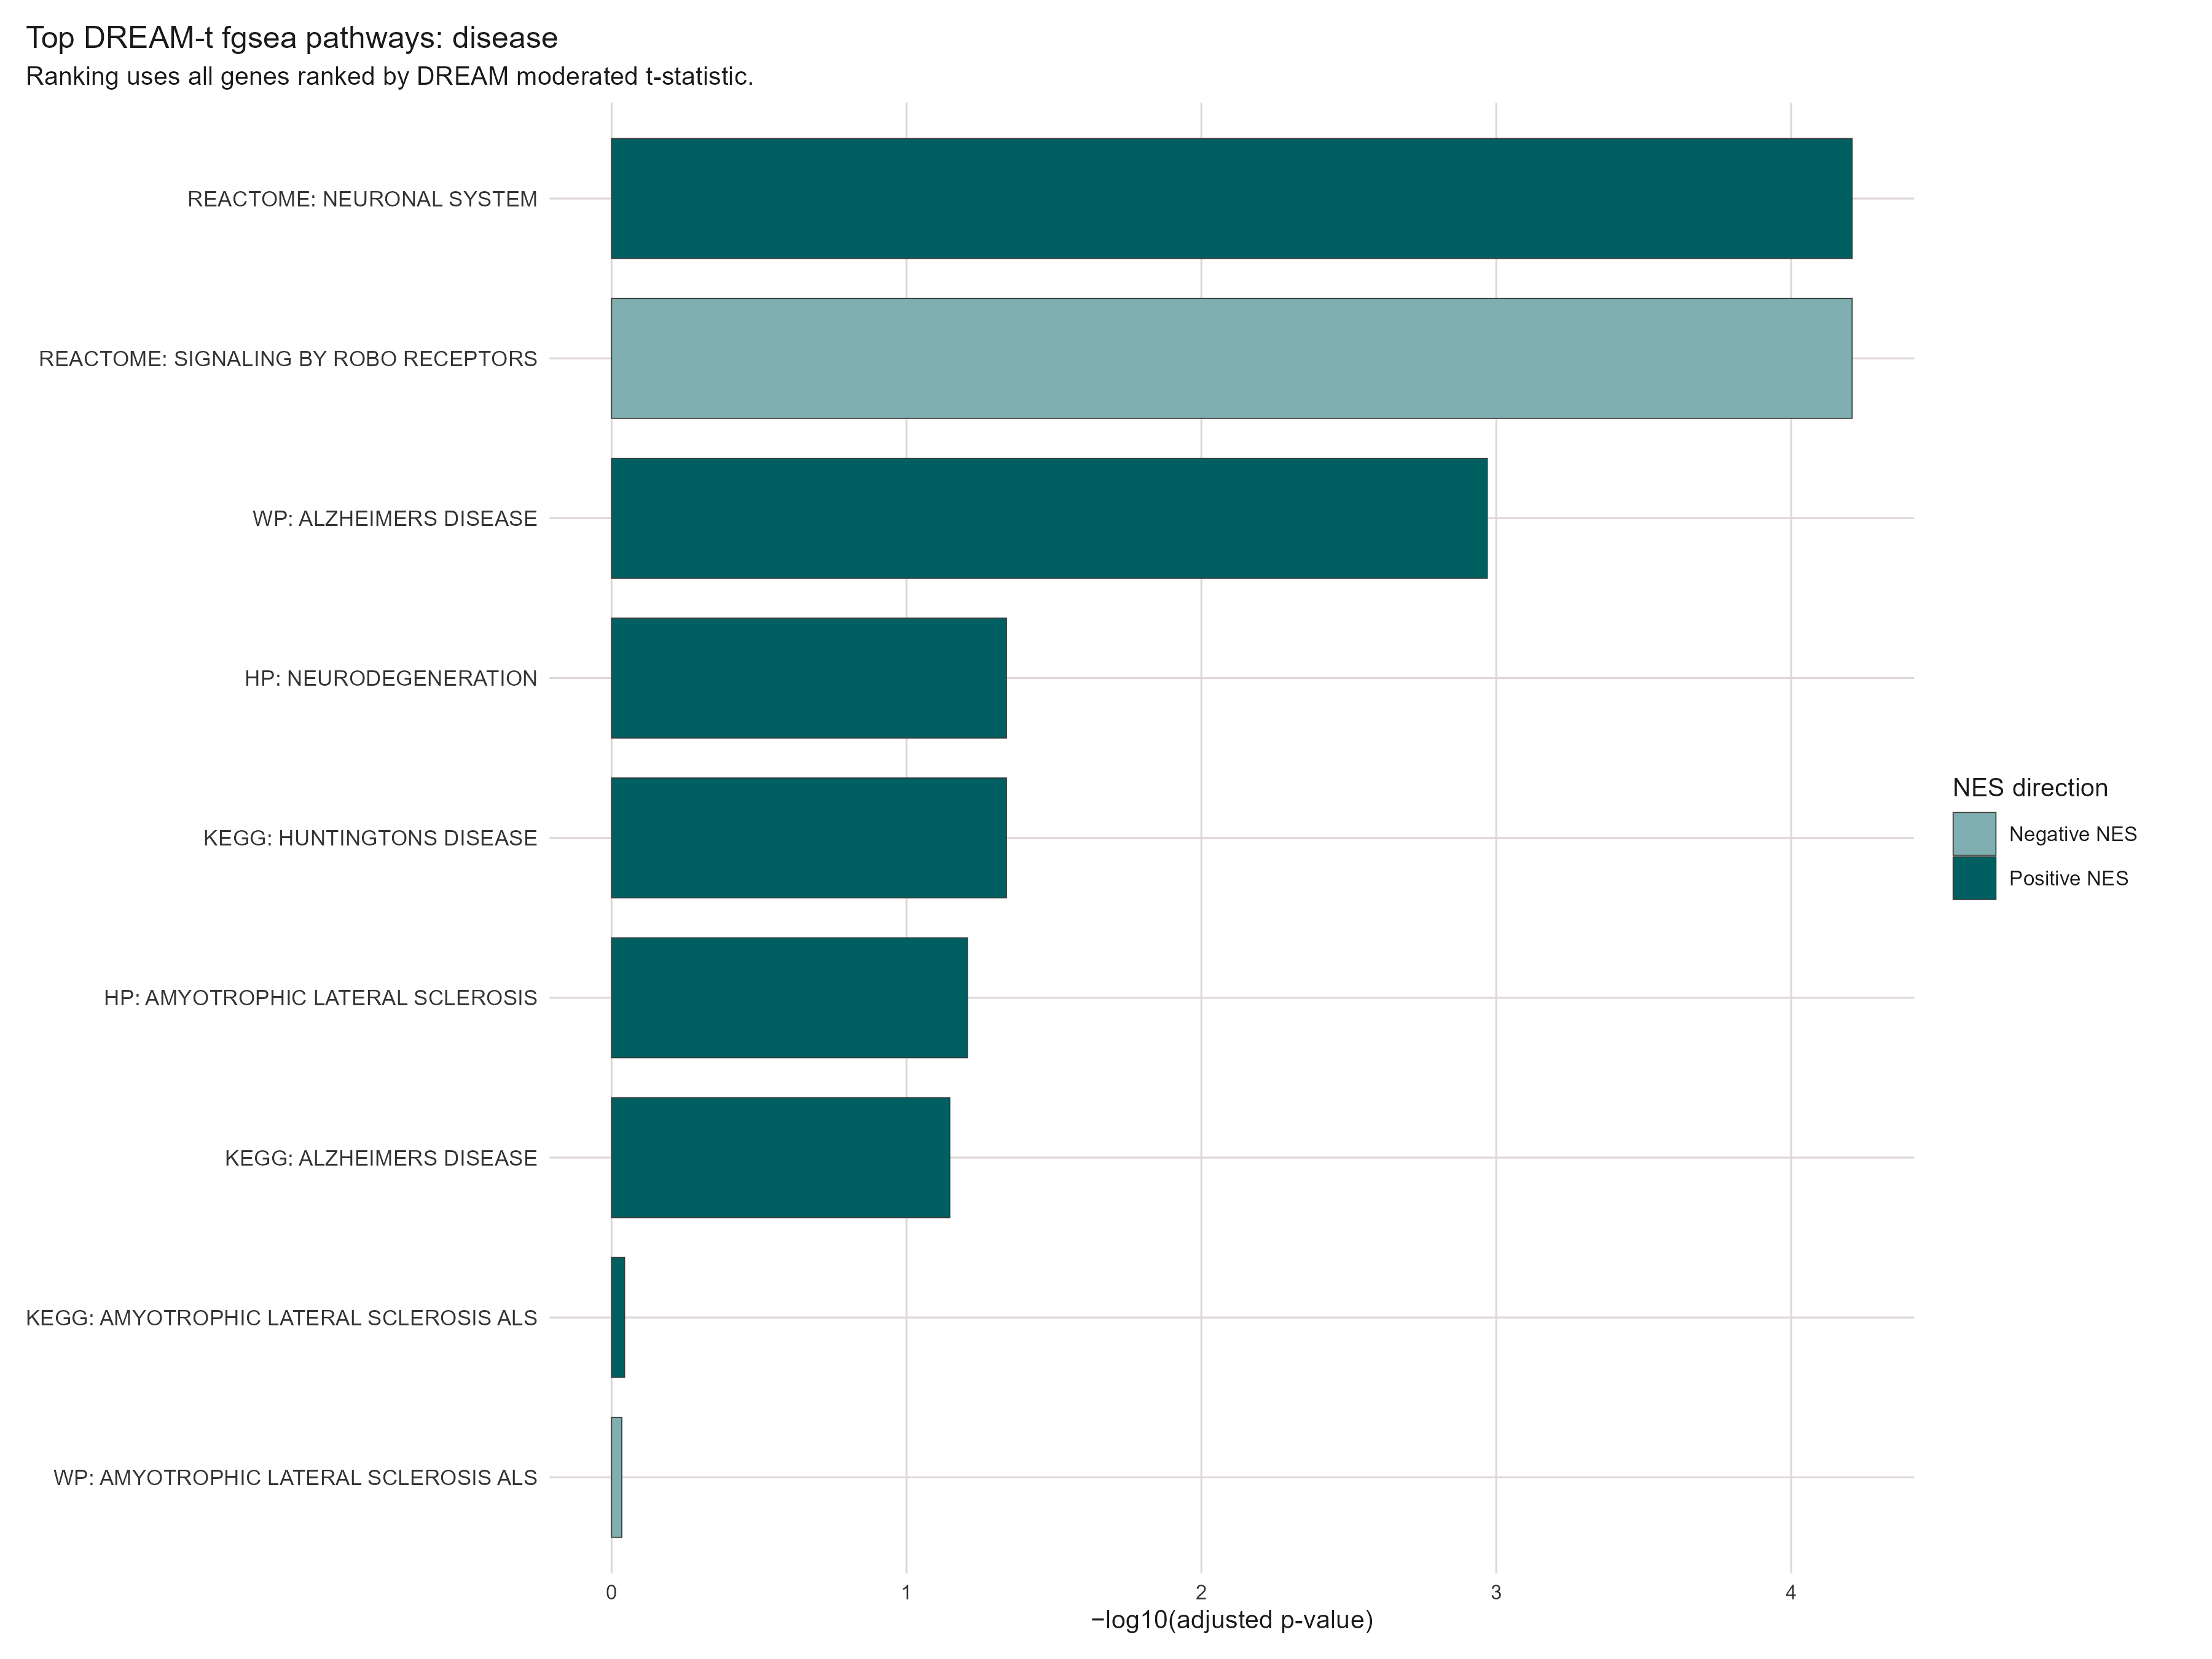 Top DREAM-t fgsea pathways: disease
Ranking uses all genes ranked by DREAM moderated t-statistic.
REACTOME: NEURONAL SYSTEM
REACTOME: SIGNALING BY ROBO RECEPTORS
WP: ALZHEIMERS DISEASE
HP: NEURODEGENERATION
KEGG: HUNTINGTONS DISEASE
HP: AMYOTROPHIC LATERAL SCLEROSIS
KEGG: ALZHEIMERS DISEASE
KEGG: AMYOTROPHIC LATERAL SCLEROSIS ALS
WP: AMYOTROPHIC LATERAL SCLEROSIS ALS
0 1 2 3 4
−log10(adjusted p-value)
NES direction
Negative NES
Positive NES